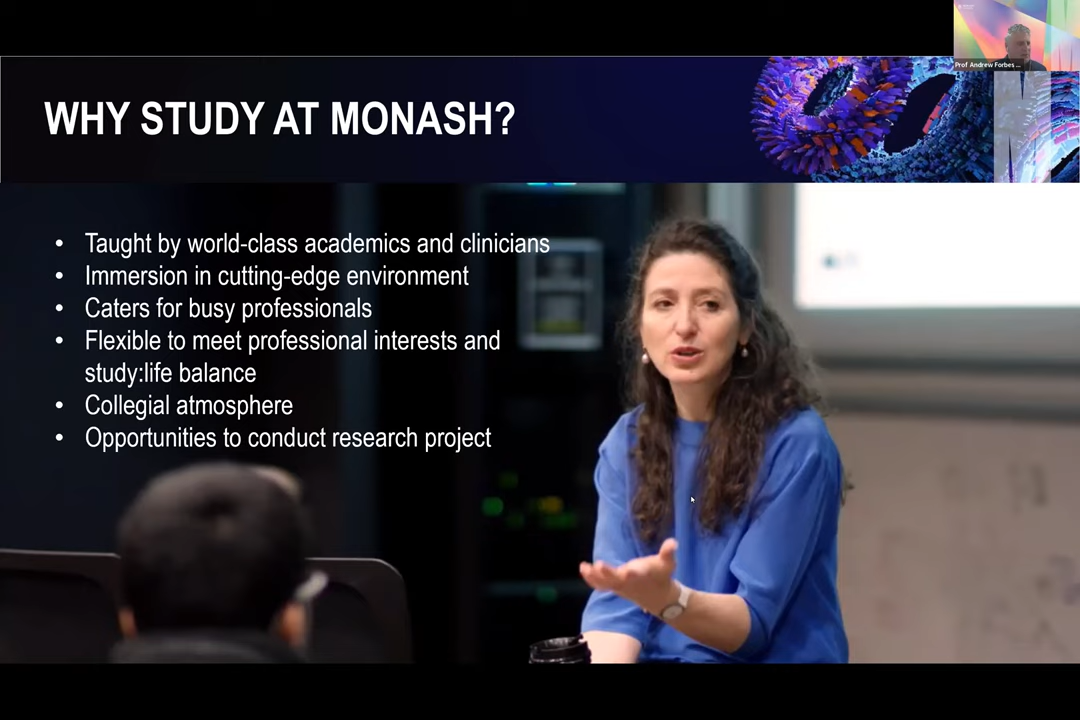 Prof Andrew Forbes ...
WHY STUDY AT MONASH?
• Taught by world-class academics and clinicians
• Immersion in cutting-edge environment
• Caters for busy professionals
• Flexible to meet professional interests and
study:life balance
• Collegial atmosphere
• Opportunities to conduct research project